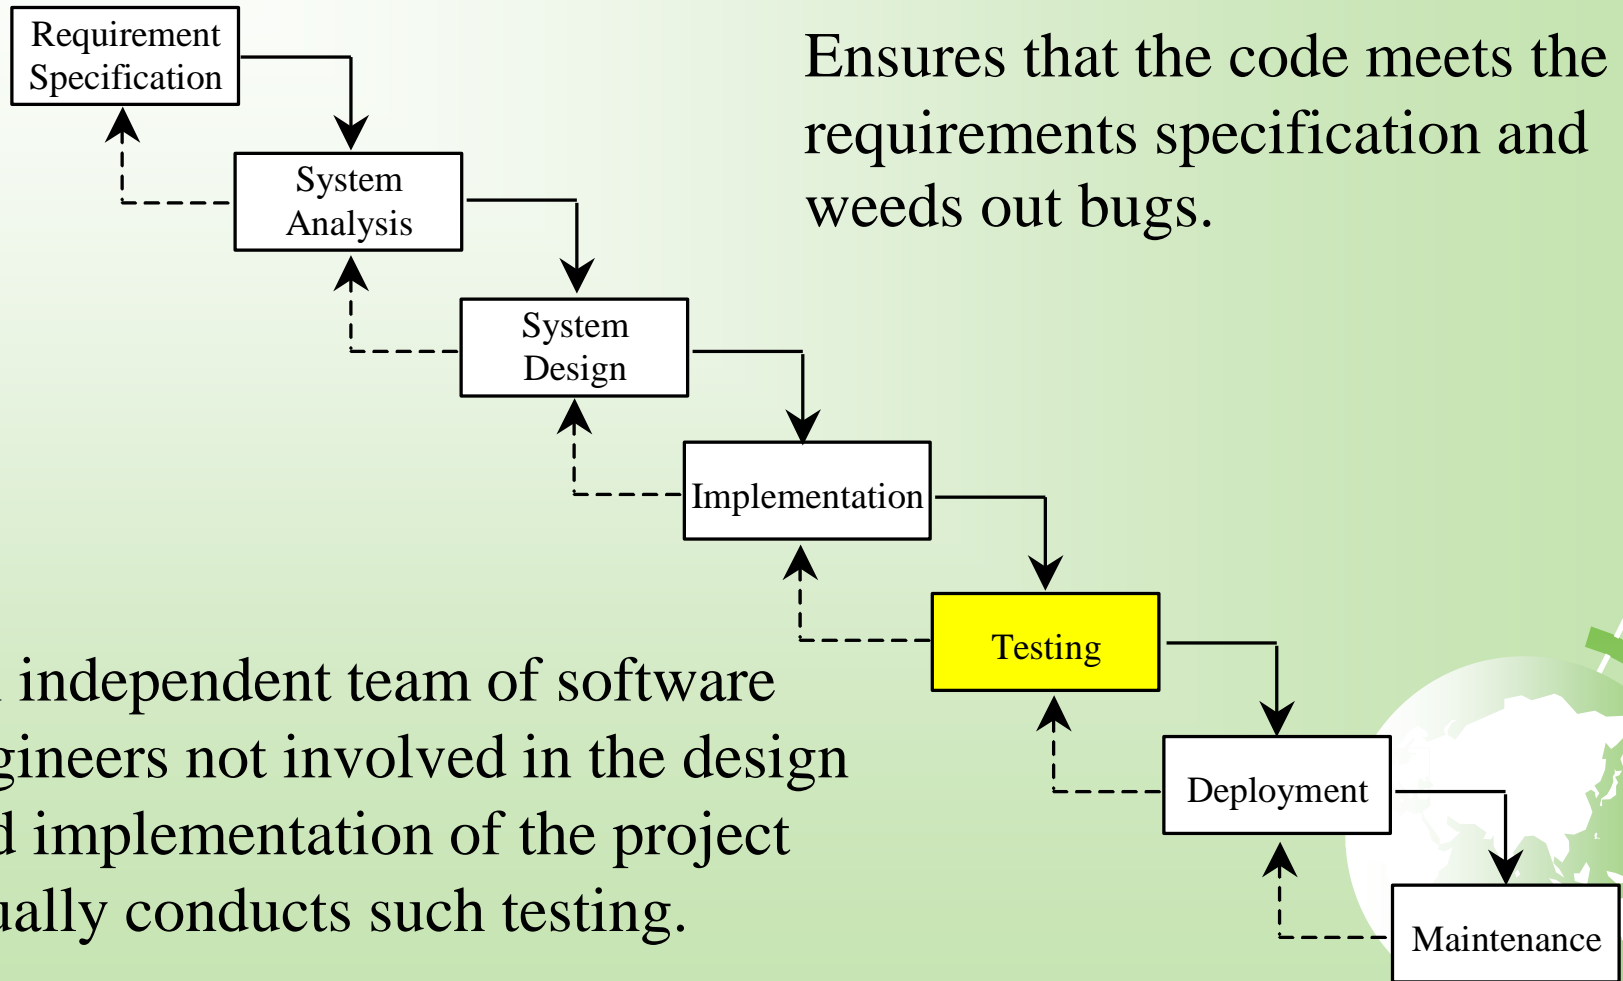 Requirement
Specification
Ensures that the code meets the
requirements specification and
weeds out bugs.
System
Analysis
System
Design
Implementation
Testing
independent team of software
gineers not involved in the design
d implementation of the project
ually conducts such testing.
Deployment
Maintenance